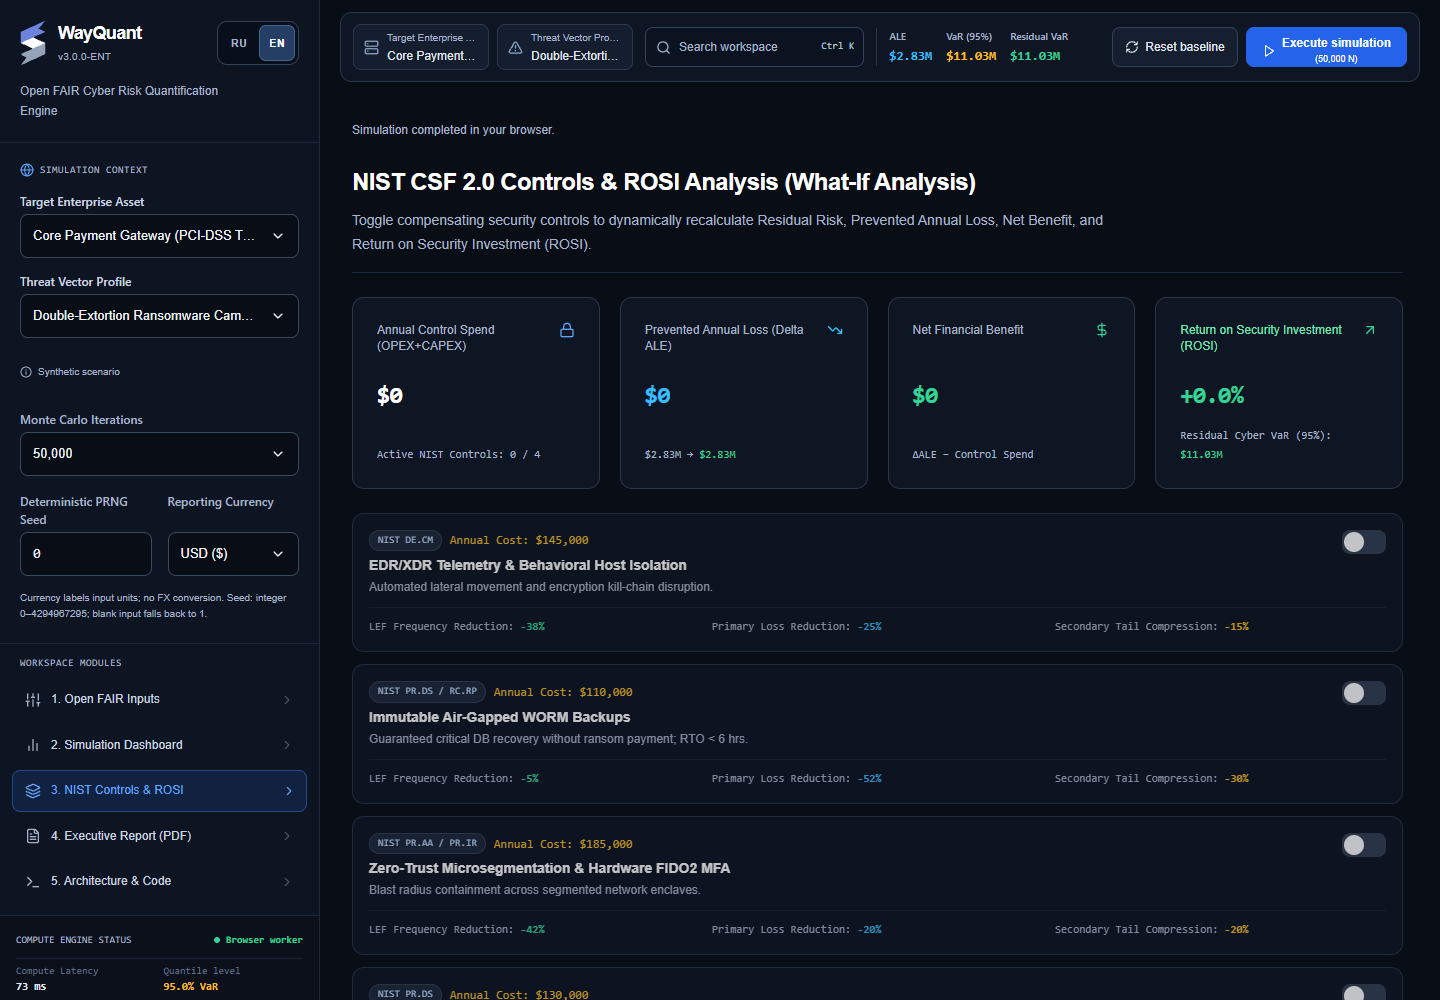 WayQuant
v3.0.0-ENT
RU
EN
Open FAIR Cyber Risk Quantification
Engine
SIMULATION CONTEXT
Target Enterprise Asset
Core Payment Gateway (PCI-DSS T...
Threat Vector Profile
Double-Extortion Ransomware Cam...
Synthetic scenario
Monte Carlo Iterations
50,000
Deterministic PRNG
Seed
Reporting Currency
0
USD ($)
Currency labels input units; no FX conversion. Seed: integer
0–4294967295; blank input falls back to 1.
WORKSPACE MODULES
1. Open FAIR Inputs
2. Simulation Dashboard
3. NIST Controls & ROSI
4. Executive Report (PDF)
5. Architecture & Code
COMPUTE ENGINE STATUS
Browser worker
Compute Latency
Quantile level
73 ms
95.0% VaR
Target Enterprise ...
Core Payment...
Threat Vector Pro...
Double-Extorti...
Search workspace
Ctrl K
ALE
$2.83M
VaR (95%)
$11.03M
Residual VaR
$11.03M
Reset baseline
Execute simulation
(50,000 N)
Simulation completed in your browser.
NIST CSF 2.0 Controls & ROSI Analysis (What-If Analysis)
Toggle compensating security controls to dynamically recalculate Residual Risk, Prevented Annual Loss, Net Benefit, and
Return on Security Investment (ROSI).
Annual Control Spend
(OPEX+CAPEX)
$0
Active NIST Controls: 0 / 4
Prevented Annual Loss (Delta
ALE)
$0
$2.83M → $2.83M
Net Financial Benefit
$0
ΔALE − Control Spend
Return on Security Investment
(ROSI)
+0.0%
Residual Cyber VaR (95%):
$11.03M
NIST DE.CM
Annual Cost: $145,000
EDR/XDR Telemetry & Behavioral Host Isolation
Automated lateral movement and encryption kill-chain disruption.
LEF Frequency Reduction: -38%
Primary Loss Reduction: -25%
Secondary Tail Compression: -15%
NIST PR.DS / RC.RP
Annual Cost: $110,000
Immutable Air-Gapped WORM Backups
Guaranteed critical DB recovery without ransom payment; RTO < 6 hrs.
LEF Frequency Reduction: -5%
Primary Loss Reduction: -52%
Secondary Tail Compression: -30%
NIST PR.AA / PR.IR
Annual Cost: $185,000
Zero-Trust Microsegmentation & Hardware FIDO2 MFA
Blast radius containment across segmented network enclaves.
LEF Frequency Reduction: -42%
Primary Loss Reduction: -20%
Secondary Tail Compression: -20%
NIST PR.DS
Annual Cost: $130,000